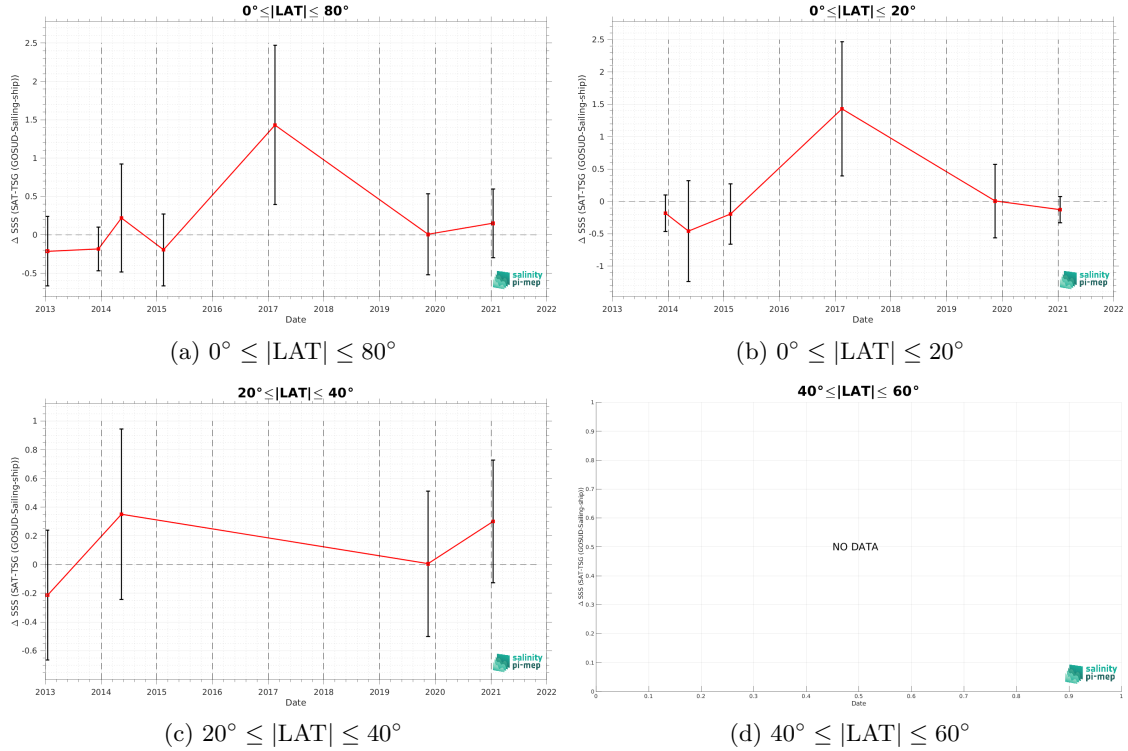 0°≤|LAT|≤ 80°
Δ SSS (SAT-TSG (GOSUD-Sailing-ship))
2.5
2
1.5
1
0.5
0
-0.5
2013 2014 2015 2016 2017 2018 2019 2020 2021 2022
Date
salinity
pi-mep
(a) 0° ≤ |LAT| ≤ 80°
0°≤|LAT|≤ 20°
Δ SSS (SAT-TSG (GOSUD-Sailing-ship))
2.5
2
1.5
1
0.5
0
-0.5
-1
2013 2014 2015 2016 2017 2018 2019 2020 2021 2022
Date
salinity
pi-mep
(b) 0° ≤ |LAT| ≤ 20°
20°≤|LAT|≤ 40°
Δ SSS (SAT-TSG (GOSUD-Sailing-ship))
1
0.8
0.6
0.4
0.2
0
-0.2
-0.4
-0.6
2013 2014 2015 2016 2017 2018 2019 2020 2021 2022
Date
salinity
pi-mep
(c) 20° ≤ |LAT| ≤ 40°
40°≤|LAT|≤ 60°
Δ SSS (SAT-TSG (GOSUD-Sailing-ship))
1
0.9
0.8
0.7
0.6
0.5
0.4
0.3
0.2
0.1
0
NO DATA
0 0.1 0.2 0.3 0.4 0.5 0.6 0.7 0.8 0.9 1
Date
salinity
pi-mep
(d) 40° ≤ |LAT| ≤ 60°